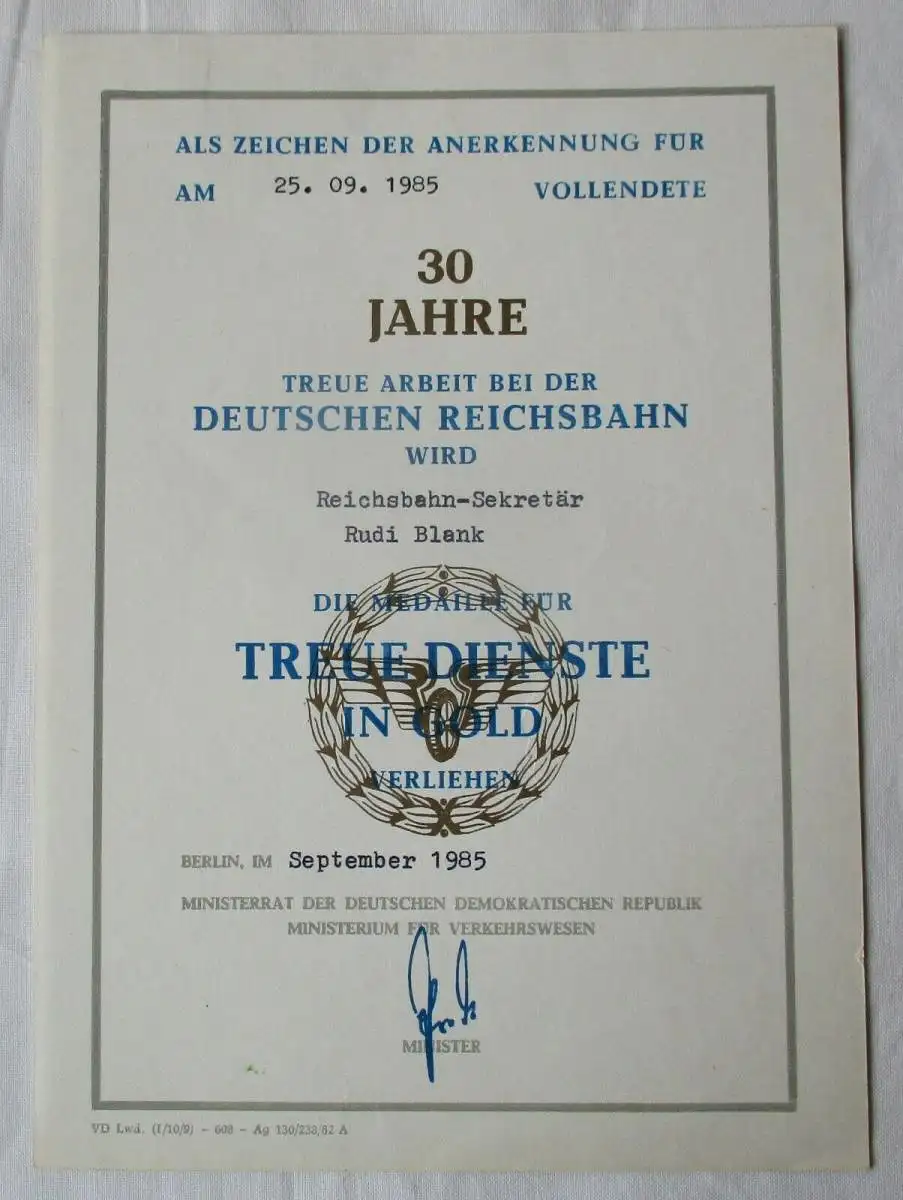 ALS ZEICHEN DER ANERKENNUNG FÜR
AM 25. 09. 1985 VOLLENDETE
30
JAHRE
TREUE ARBEIT BEI DER
DEUTSCHEN REICHSBAHN
WIRD
Reichsbahn-Sekretär
Rudi Blank
DIE MEDAILLE FÜR
TREUE DIENSTE
IN GOLD
VERLIEHEN
BERLIN, IM September 1985
MINISTERRAT DER DEUTSCHEN DEMOKRATISCHEN REPUBLIK
MINISTERIUM FÜR VERKEHRSWESEN
MINISTER
VD Lwd. (I/10/9) - 608 - Ag 130/238/82 A